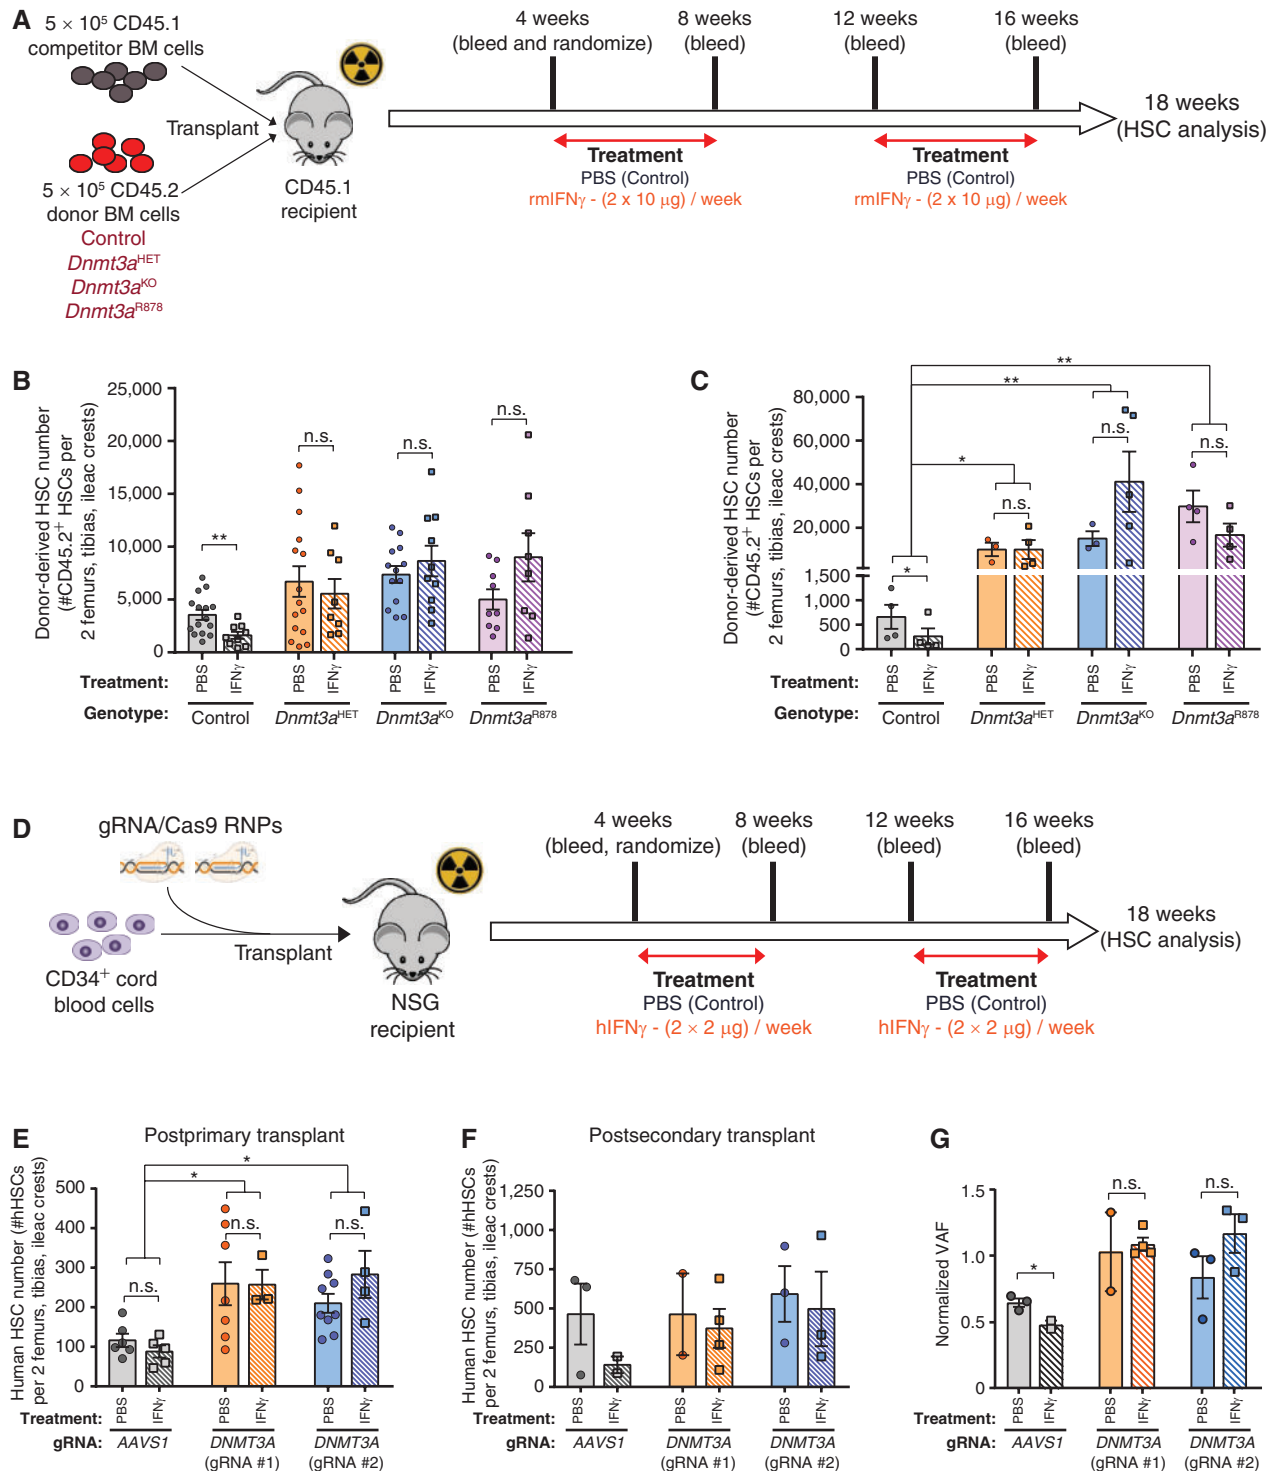 A
5 × 10⁵ CD45.1
competitor BM cells
Transplant
5 × 10⁵ CD45.2
donor BM cells
Control
Dnmt3aᴴᴱᵀ
Dnmt3aᴷᴼ
Dnmt3aᴿ⁸⁷⁸
CD45.1
recipient
4 weeks
(bleed and randomize)
8 weeks
(bleed)
12 weeks
(bleed)
16 weeks
(bleed)
18 weeks
(HSC analysis)
Treatment
PBS (Control)
rmIFNγ - (2 x 10 μg) / week
Treatment
PBS (Control)
rmIFNγ - (2 x 10 μg) / week
B
Donor-derived HSC number
(#CD45.2⁺ HSCs per
2 femurs, tibias, ileac crests)
25,000
20,000
15,000
10,000
5,000
0
**
n.s.
n.s.
n.s.
Treatment:
PBS
IFNγ
PBS
IFNγ
PBS
IFNγ
PBS
IFNγ
Genotype:
Control
Dnmt3aᴴᴱᵀ
Dnmt3aᴷᴼ
Dnmt3aᴿ⁸⁷⁸
C
Donor-derived HSC number
(#CD45.2⁺ HSCs per
2 femurs, tibias, ileac crests)
80,000
60,000
40,000
20,000
1,500
1,000
500
0
**
**
*
*
n.s.
n.s.
n.s.
Treatment:
PBS
IFNγ
PBS
IFNγ
PBS
IFNγ
PBS
IFNγ
Genotype:
Control
Dnmt3aᴴᴱᵀ
Dnmt3aᴷᴼ
Dnmt3aᴿ⁸⁷⁸
D
gRNA/Cas9 RNPs
Transplant
CD34⁺ cord
blood cells
NSG
recipient
4 weeks
(bleed, randomize)
8 weeks
(bleed)
12 weeks
(bleed)
16 weeks
(bleed)
18 weeks
(HSC analysis)
Treatment
PBS (Control)
hIFNγ - (2 × 2 μg) / week
Treatment
PBS (Control)
hIFNγ - (2 × 2 μg) / week
E
Postprimary transplant
Human HSC number (#hHSCs
per 2 femurs, tibias, ileac crests)
500
400
300
200
100
0
*
*
n.s.
n.s.
n.s.
Treatment:
PBS
IFNγ
PBS
IFNγ
PBS
IFNγ
gRNA:
AAVS1
DNMT3A
(gRNA #1)
DNMT3A
(gRNA #2)
F
Postsecondary transplant
Human HSC number (#hHSCs
per 2 femurs, tibias, ileac crests)
1,250
1,000
750
500
250
0
Treatment:
PBS
IFNγ
PBS
IFNγ
PBS
IFNγ
gRNA:
AAVS1
DNMT3A
(gRNA #1)
DNMT3A
(gRNA #2)
G
Normalized VAF
1.5
1.0
0.5
0
*
n.s.
n.s.
Treatment:
PBS
IFNγ
PBS
IFNγ
PBS
IFNγ
gRNA:
AAVS1
DNMT3A
(gRNA #1)
DNMT3A
(gRNA #2)